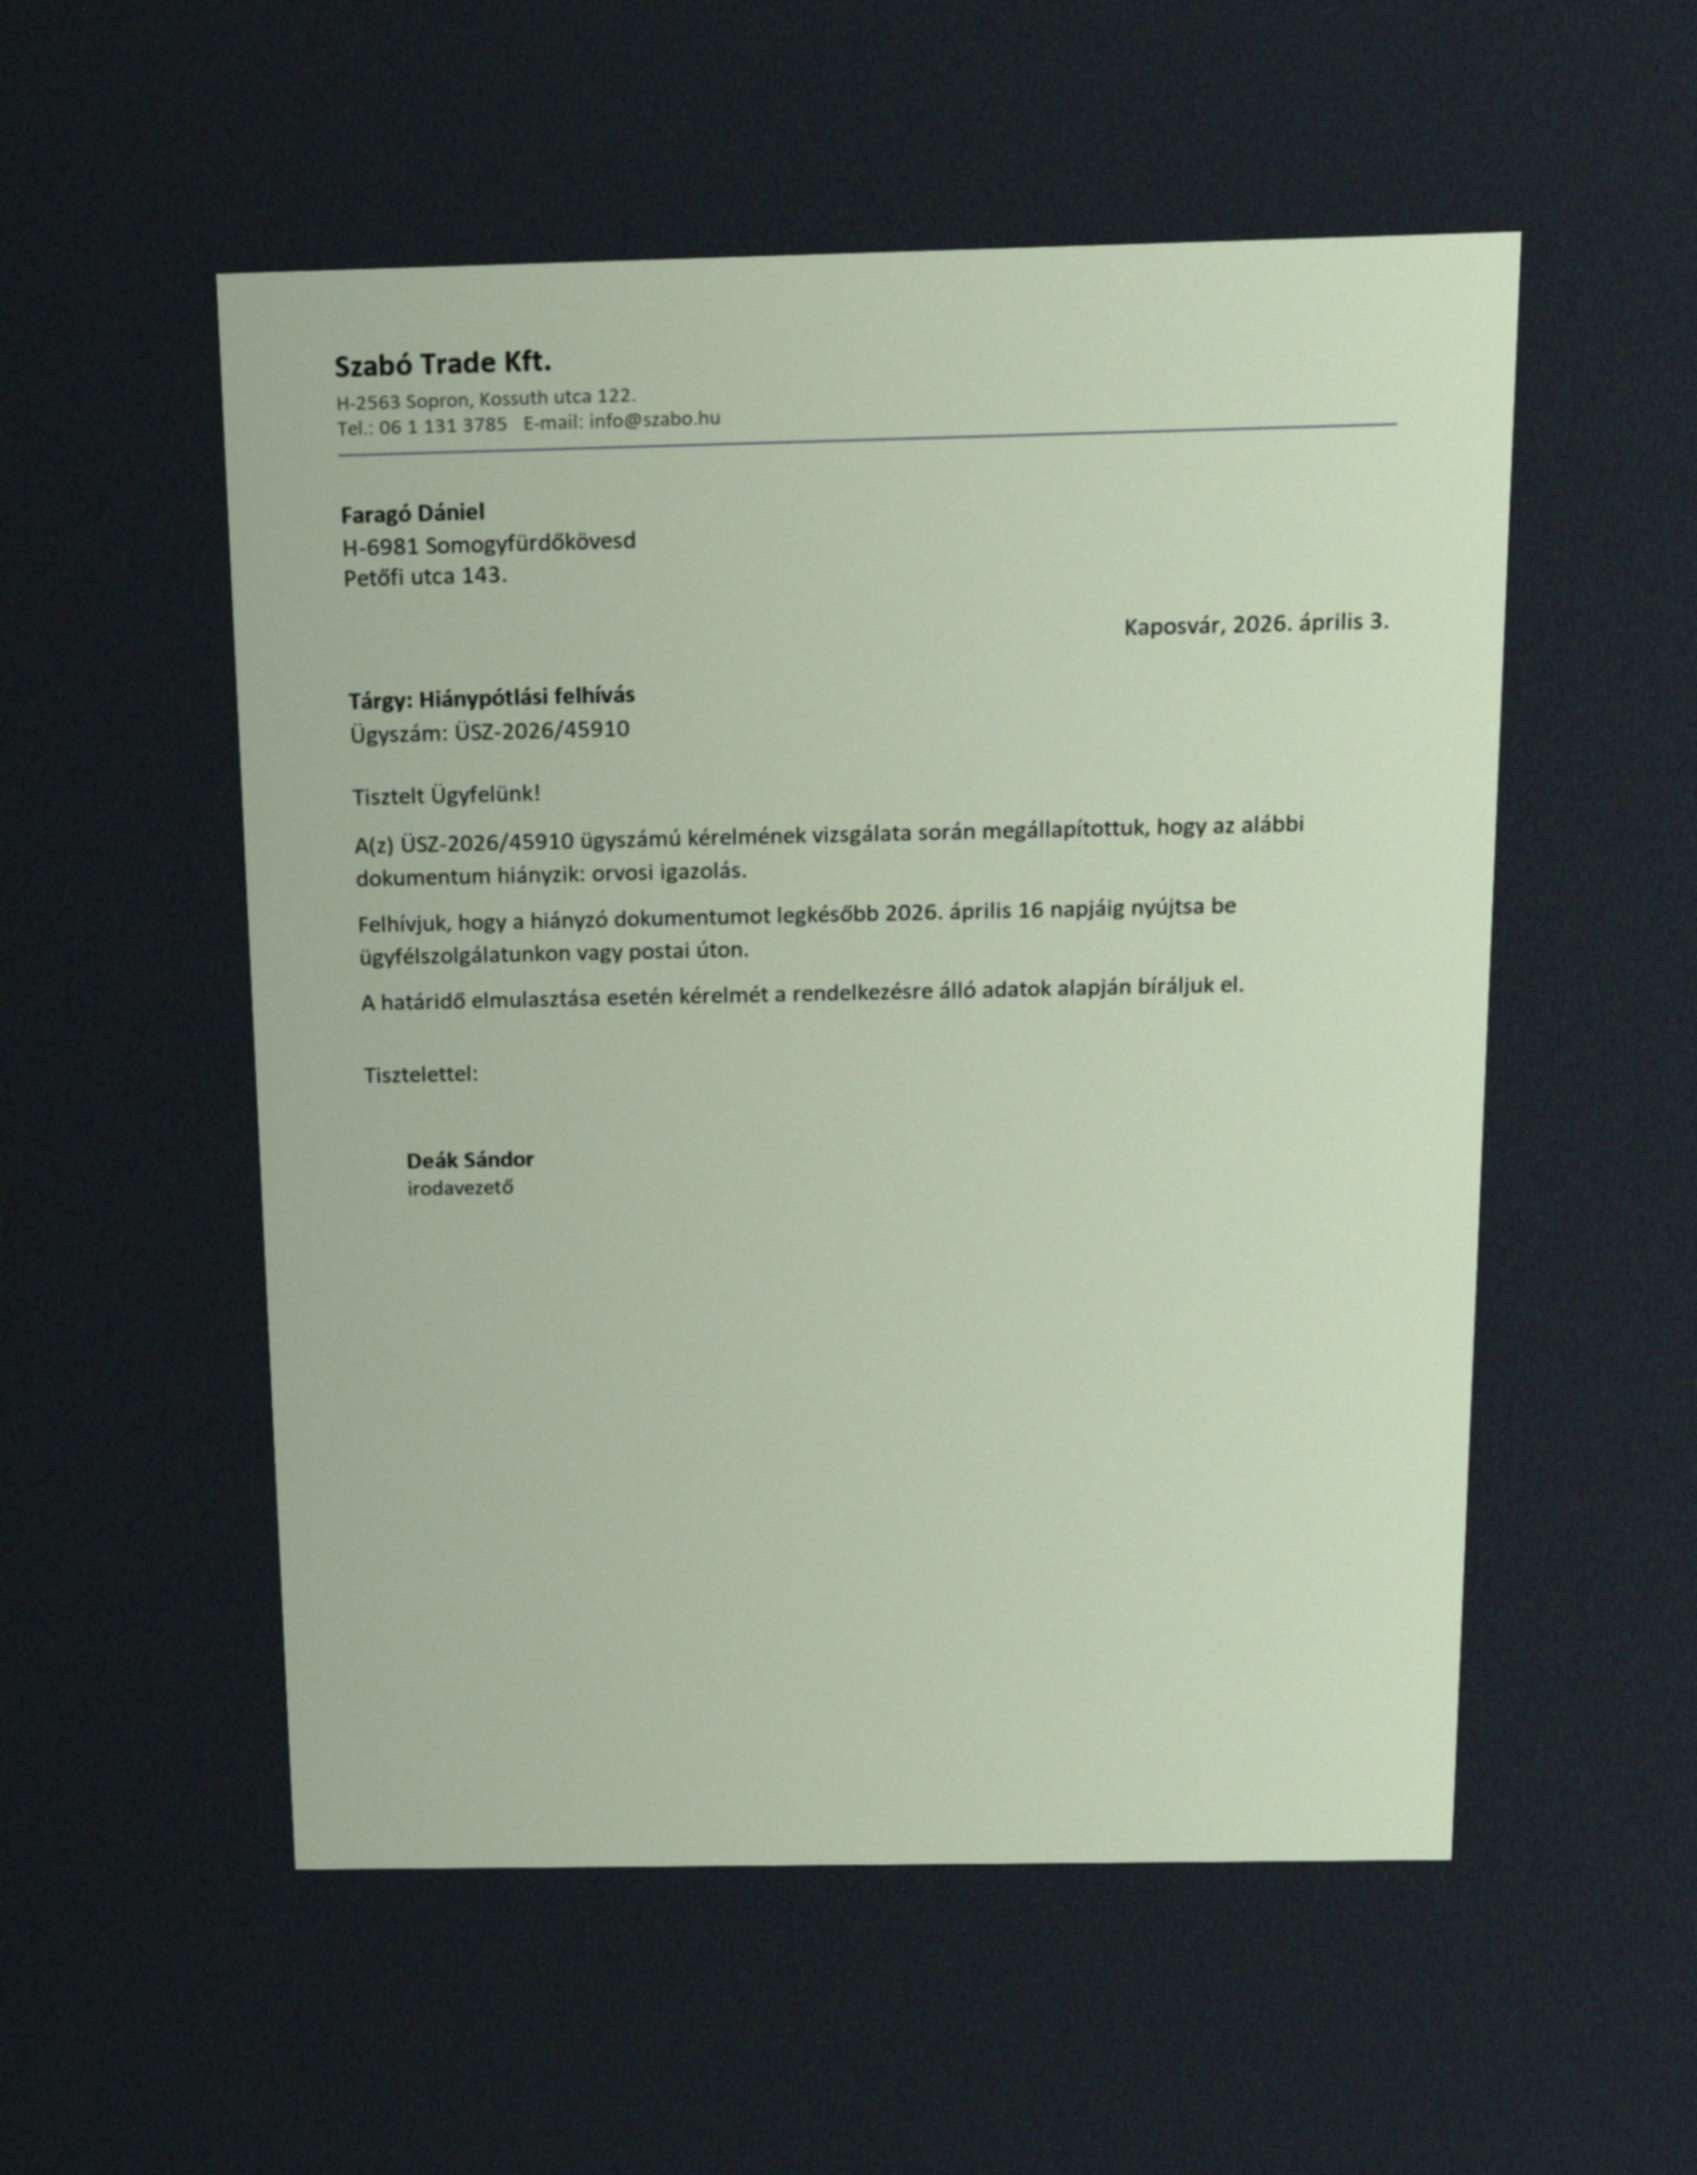 Szabó Trade Kft.
H-2563 Sopron, Kossuth utca 122.
Tel.: 06 1 131 3785 E-mail: info@szabo.hu
Faragó Dániel
H-6981 Somogyfürdőkövesd
Petőfi utca 143.
Kaposvár, 2026. április 3.
Tárgy: Hiánypótlási felhívás
Ügyszám: ÜSZ-2026/45910
Tisztelt Ügyfelünk!
A(z) ÜSZ-2026/45910 ügyszámú kérelmének vizsgálata során megállapítottuk, hogy az alábbi
dokumentum hiányzik: orvosi igazolás.
Felhívjuk, hogy a hiányzó dokumentumot legkésőbb 2026. április 16 napjáig nyújtsa be
ügyfélszolgálatunkon vagy postai úton.
A határidő elmulasztása esetén kérelmét a rendelkezésre álló adatok alapján bíráljuk el.
Tisztelettel:
Deák Sándor
irodavezető